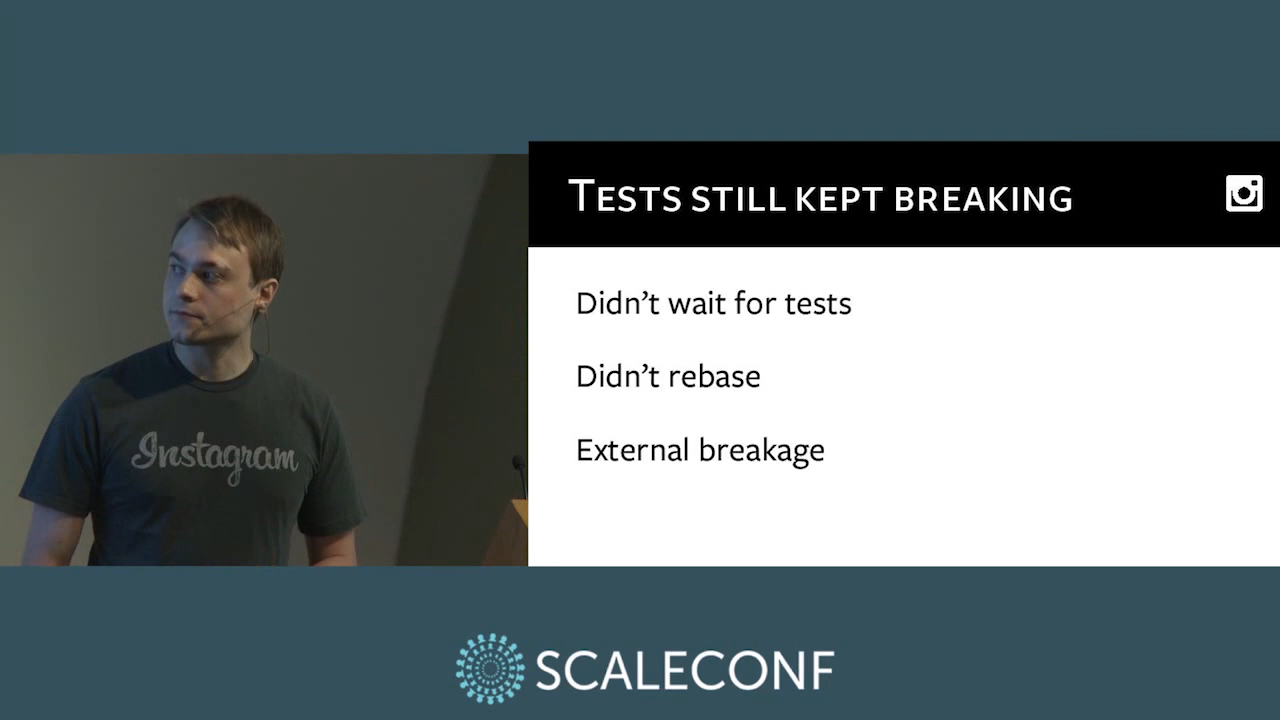 Tests still kept breaking
Didn’t wait for tests
Didn’t rebase
External breakage
Instagram
SCALECONF